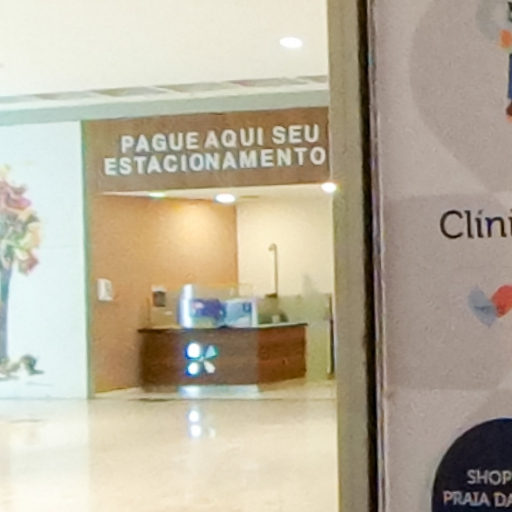 PAGUE AQUI SEU
ESTACIONAMENTO
Clíni
SHOP
PRAIA DA